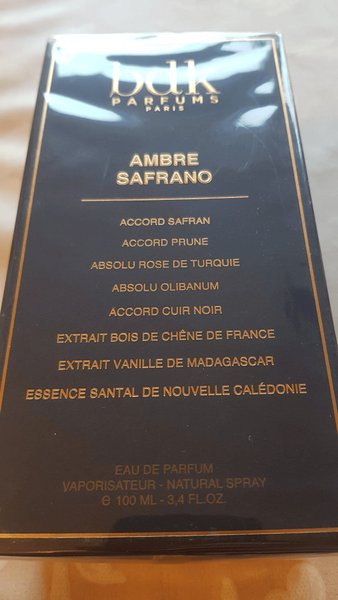 bdk
PARFUMS
PARIS
AMBRE
SAFRANO
ACCORD SAFRAN
ACCORD PRUNE
ABSOLU ROSE DE TURQUIE
ABSOLU OLIBANUM
ACCORD CUIR NOIR
EXTRAIT BOIS DE CHÊNE DE FRANCE
EXTRAIT VANILLE DE MADAGASCAR
ESSENCE SANTAL DE NOUVELLE CALÉDONIE
EAU DE PARFUM
VAPORISATEUR - NATURAL SPRAY
℮ 100 ML - 3,4 FL.OZ.